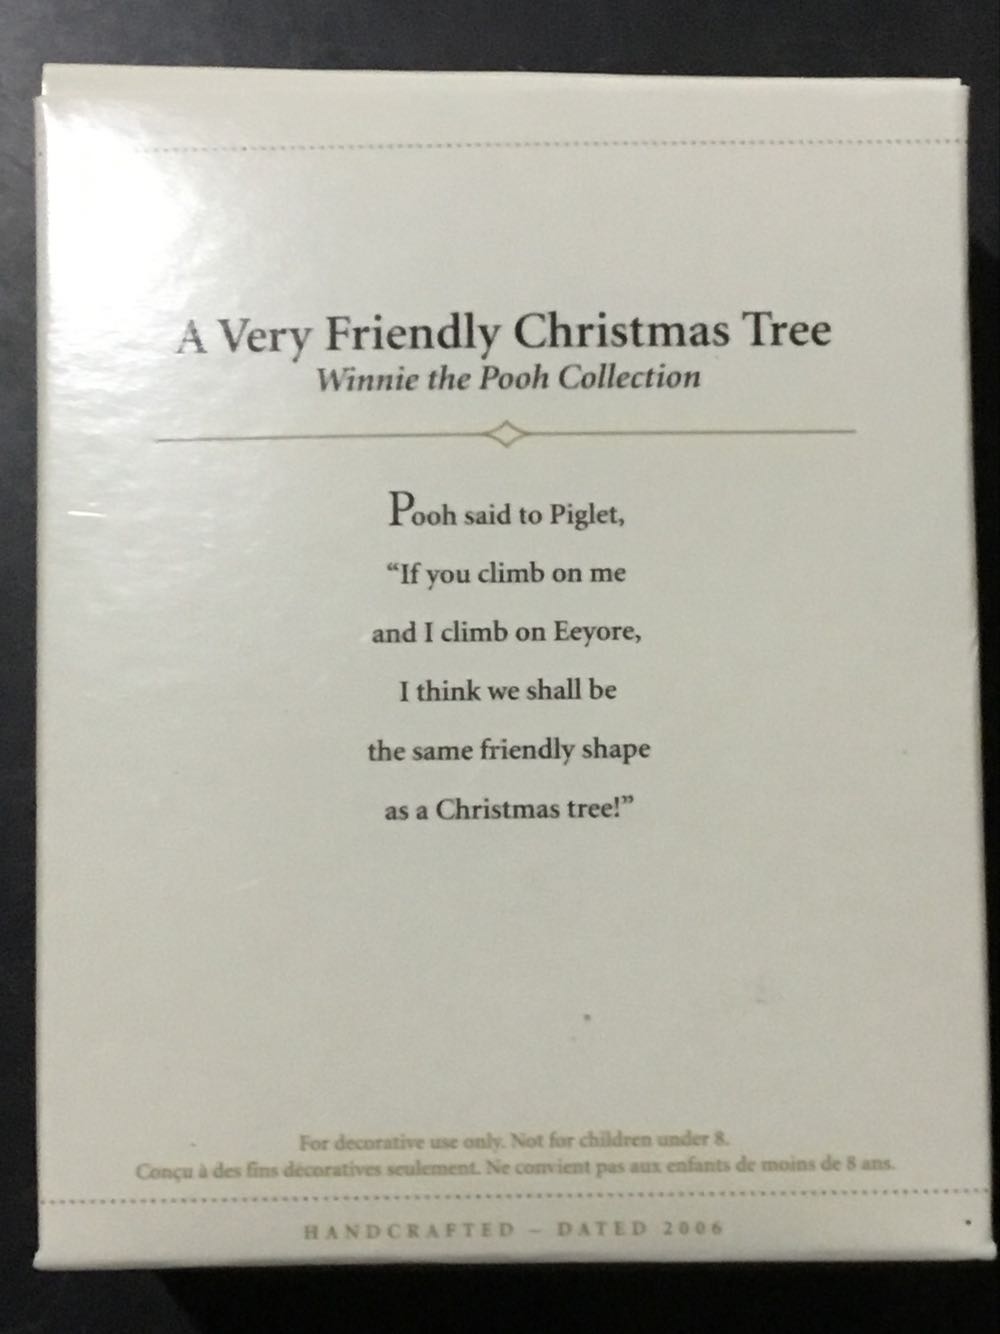 A Very Friendly Christmas Tree
Winnie the Pooh Collection
Pooh said to Piglet,
“If you climb on me
and I climb on Eeyore,
I think we shall be
the same friendly shape
as a Christmas tree!”
For decorative use only. Not for children under 8.
Conçu à des fins décoratives seulement. Ne convient pas aux enfants de moins de 8 ans.
HANDCRAFTED – DATED 2006